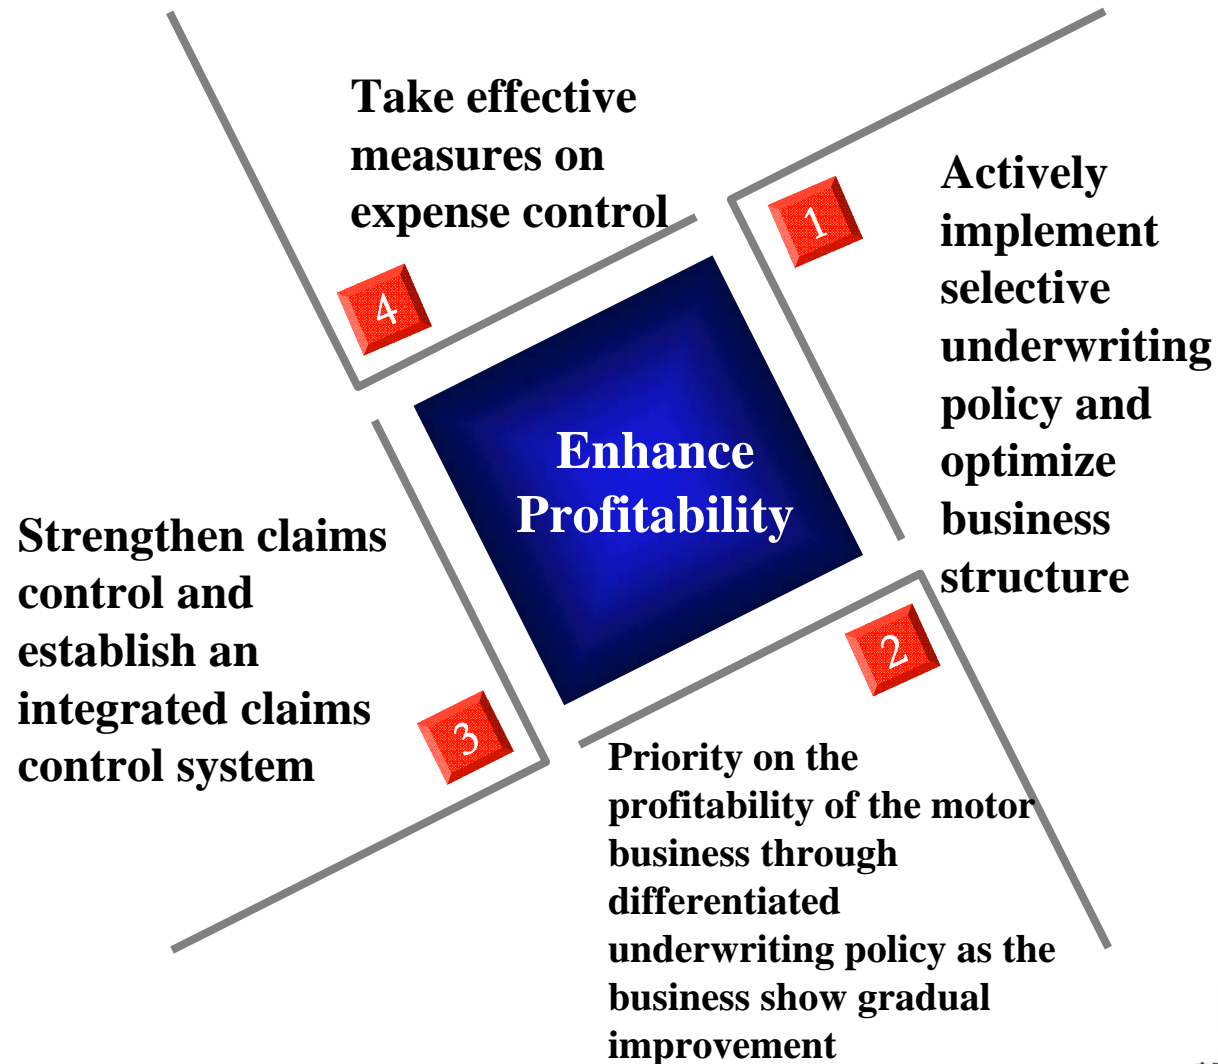 Take effective
measures on
expense control
1
Actively
implement
selective
underwriting
policy and
optimize
business
structure
4
Enhance
Profitability
Strengthen claims
control and
establish an
integrated claims
control system
3
2
Priority on the
profitability of the motor
business through
differentiated
underwriting policy as the
business show gradual
improvement